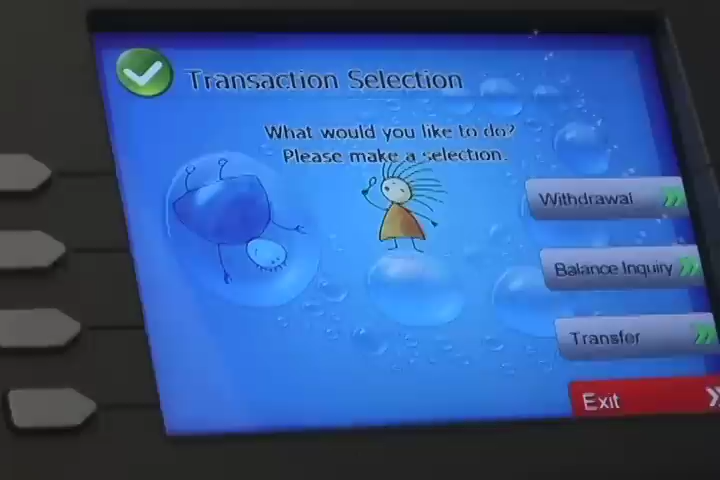 Transaction Selection
What would you like to do?
Please make a selection.
Withdrawal
Balance Inquiry
Transfer
Exit